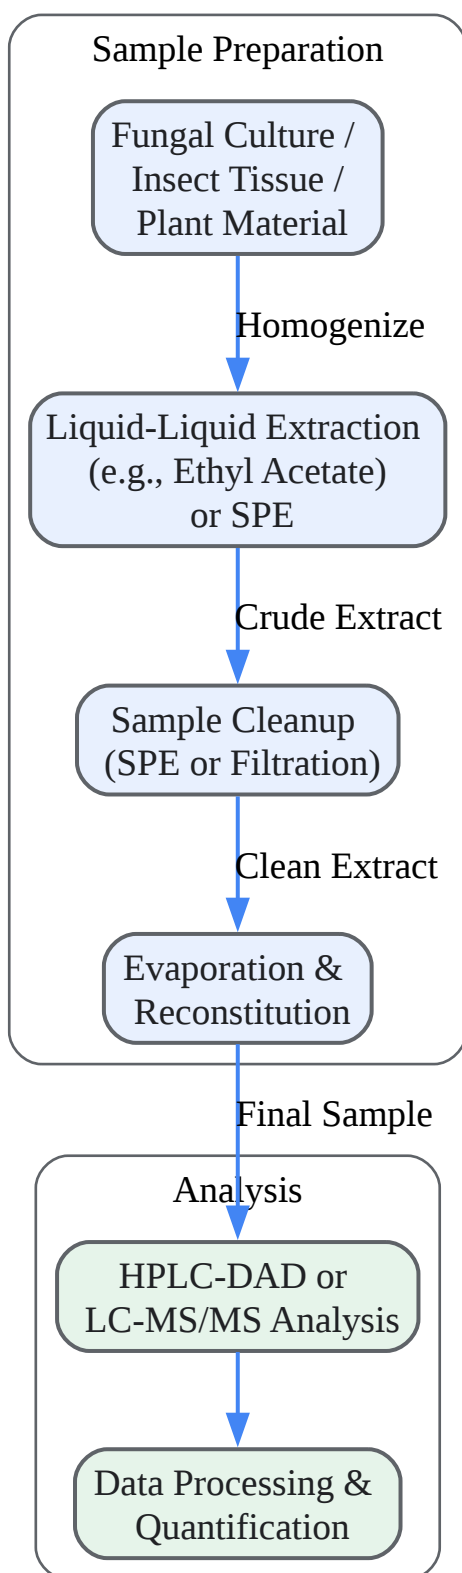 Sample Preparation
Fungal Culture /
Insect Tissue /
Plant Material
Homogenize
Liquid-Liquid Extraction
(e.g., Ethyl Acetate)
or SPE
Crude Extract
Sample Cleanup
(SPE or Filtration)
Clean Extract
Evaporation &
Reconstitution
Final Sample
Analysis
HPLC-DAD or
LC-MS/MS Analysis
Data Processing &
Quantification